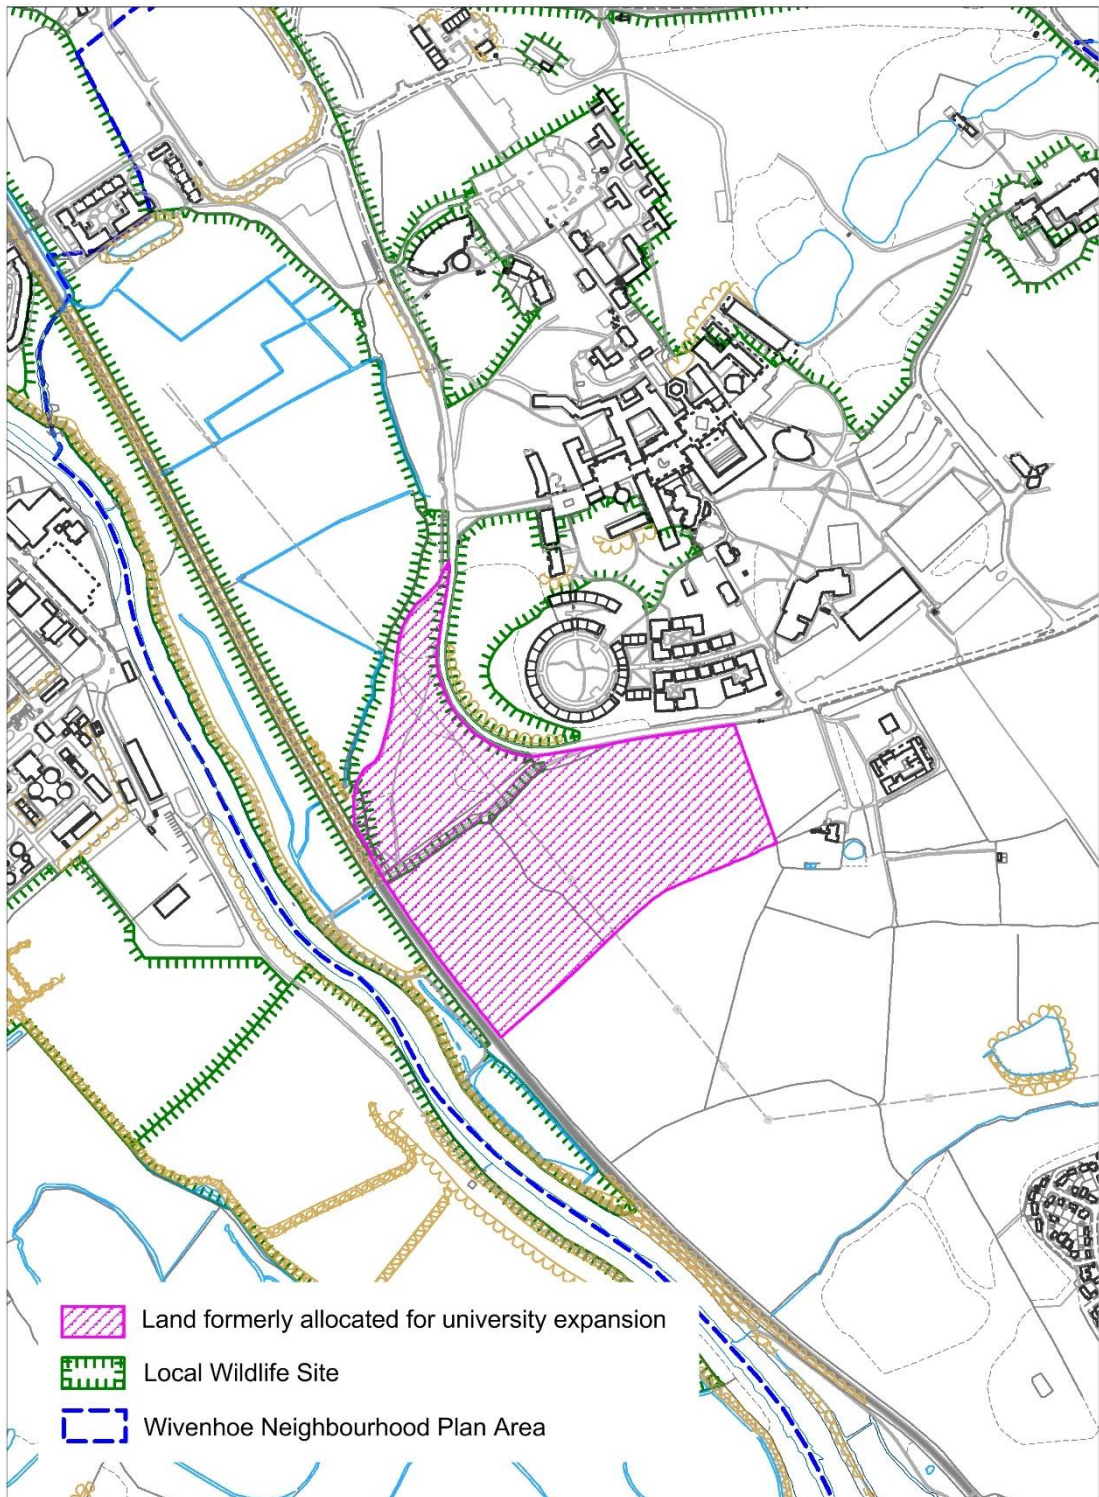 Land formerly allocated for university expansion
Local Wildlife Site
Wivenhoe Neighbourhood Plan Area